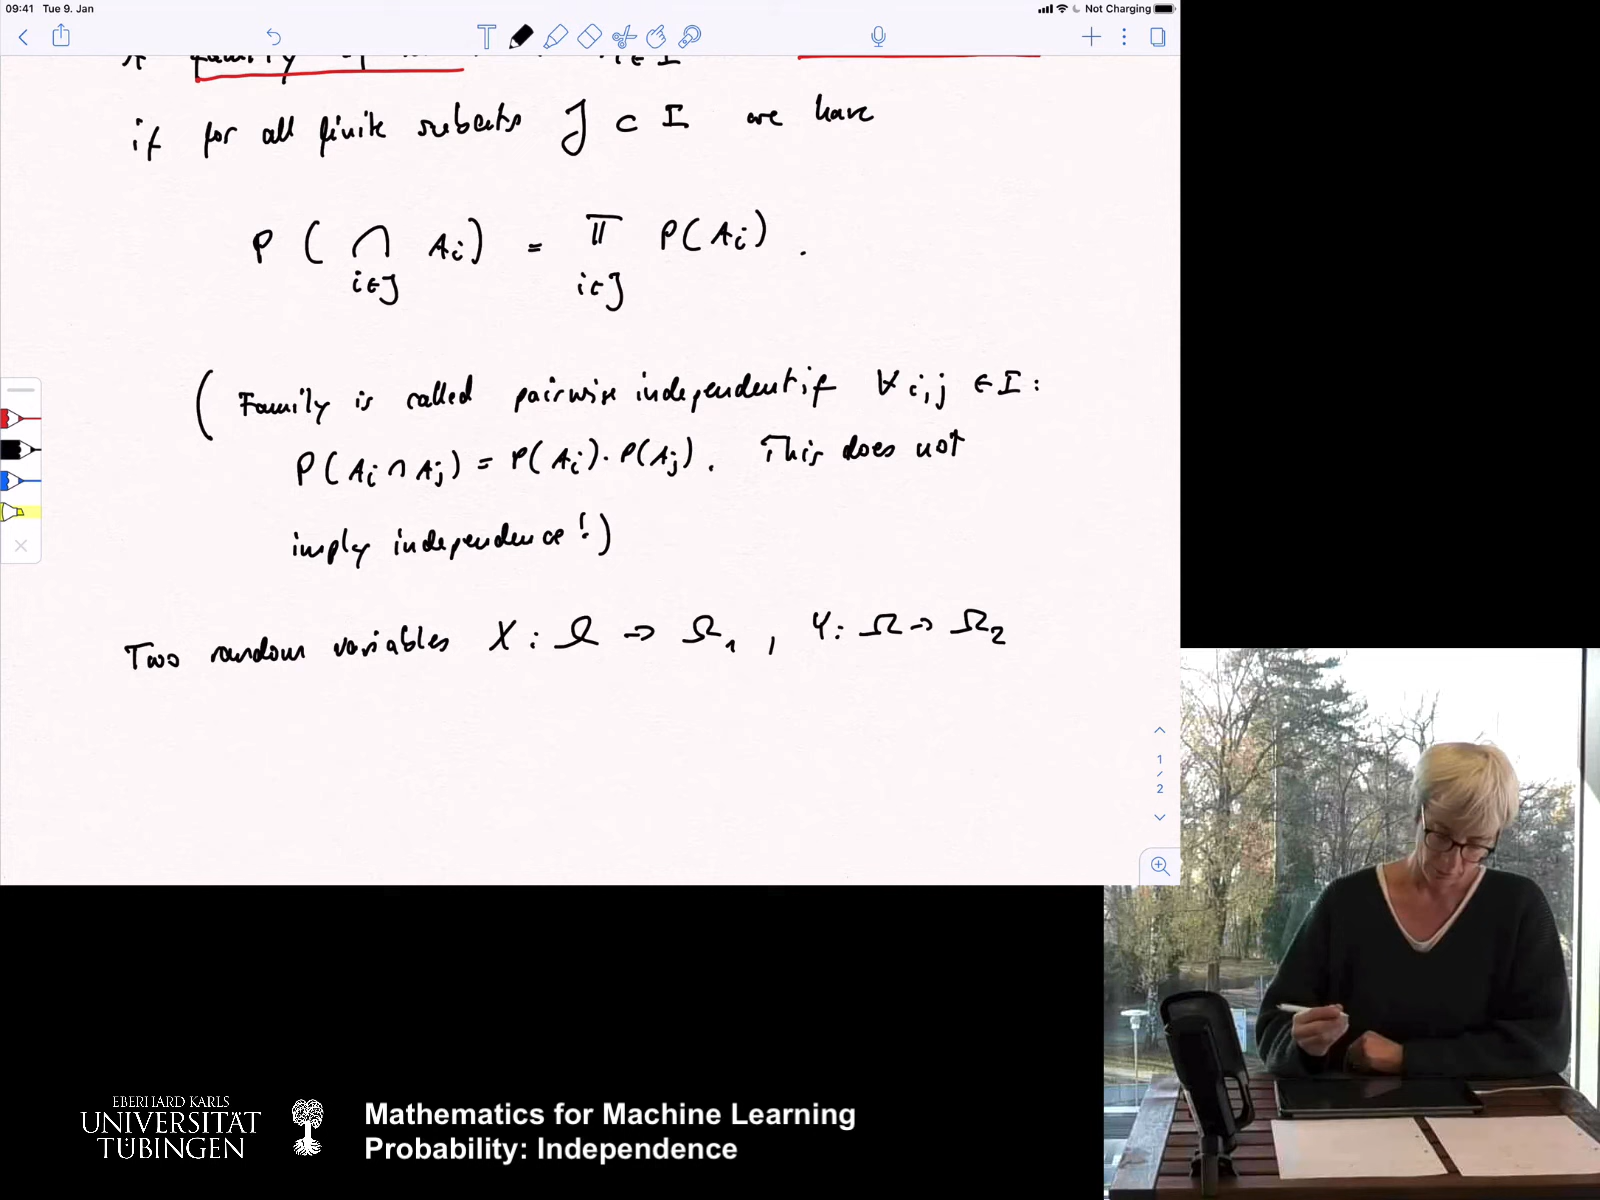 09:41 Tue 9. Jan Not Charging
A family of i∈I
if for all finite subsets J ⊂ I we have
P ( ∩ Ai ) = Π P(Ai) .
i∈J i∈J
( Family is called pairwise independent if ∀ i,j ∈ I :
P( Ai ∩ Aj ) = P( Ai ) · P( Aj ) . This does not
imply independence ! )
Two random variables X : Ω → Ω1 , Y : Ω → Ω2
1
/
2
EBERHARD KARLS
UNIVERSITÄT
TÜBINGEN
Mathematics for Machine Learning
Probability: Independence